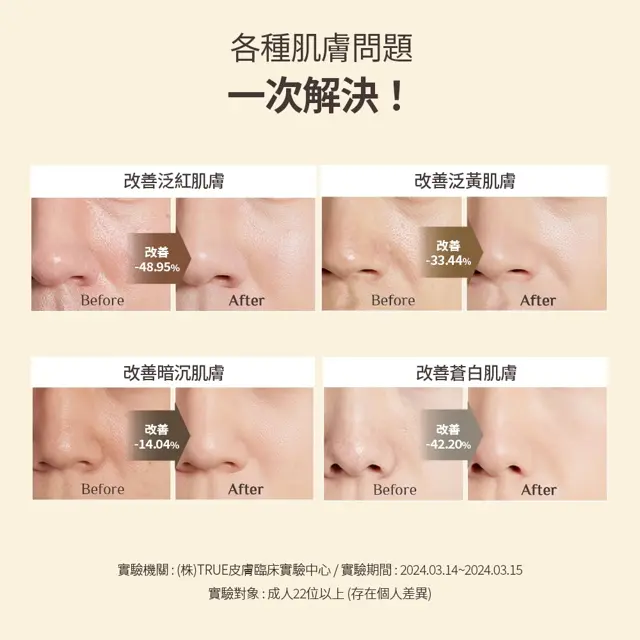 各種肌膚問題
一次解決！
改善泛紅肌膚
改善
-48.95%
Before
After
改善泛黃肌膚
改善
-33.44%
Before
After
改善暗沉肌膚
改善
-14.04%
Before
After
改善蒼白肌膚
改善
-42.20%
Before
After
實驗機關 : (株)TRUE皮膚臨床實驗中心 / 實驗期間 : 2024.03.14~2024.03.15
實驗對象 : 成人22位以上 (存在個人差異)